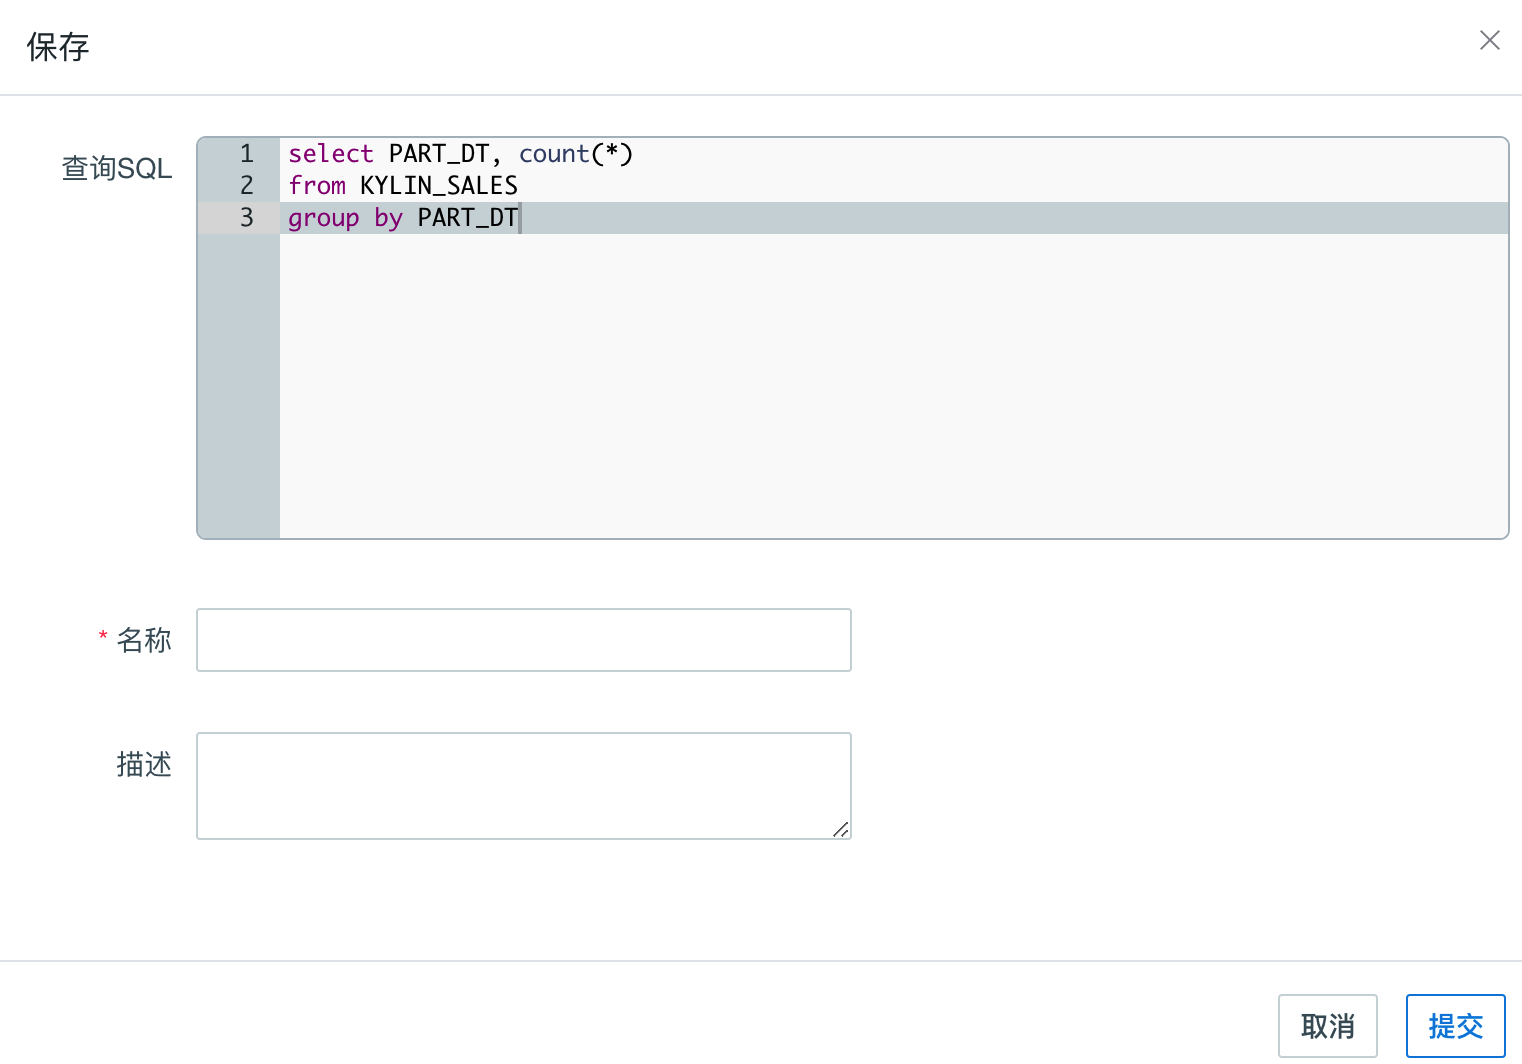 保存
查询SQL
1 select PART_DT, count(*)
2 from KYLIN_SALES
3 group by PART_DT
* 名称
描述
取消 提交